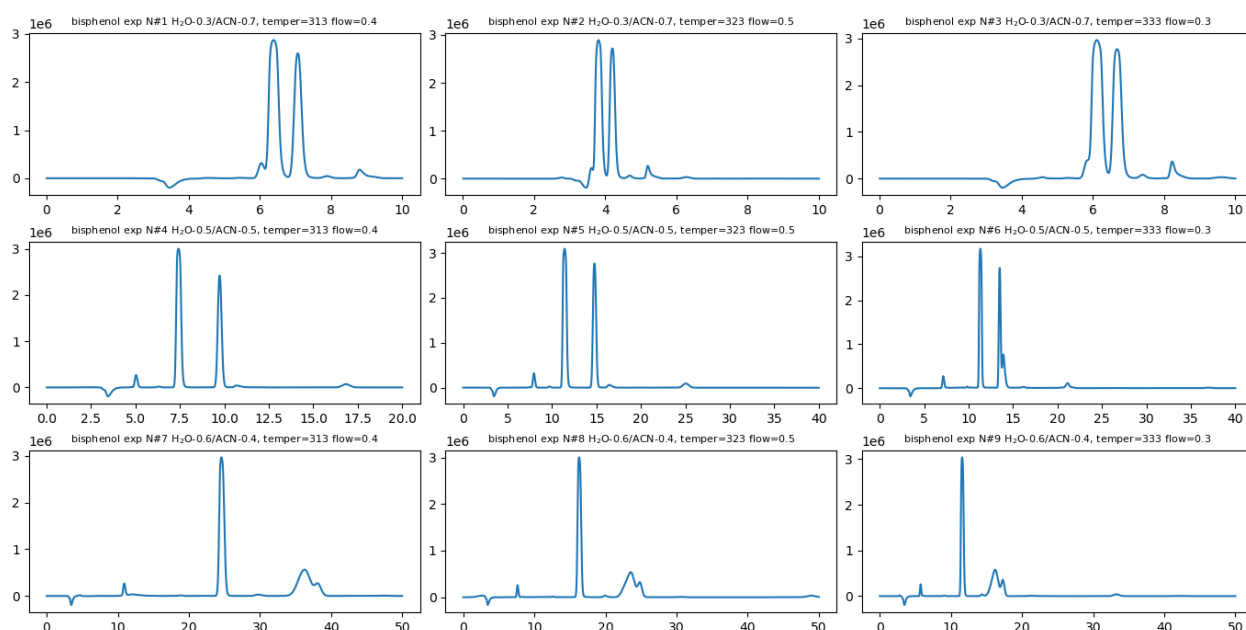 bisphenol exp N#1 H₂O-0.3/ACN-0.7, temper=313 flow=0.4
1e6
3
2
1
0
0 2 4 6 8 10
bisphenol exp N#2 H₂O-0.3/ACN-0.7, temper=323 flow=0.5
1e6
3
2
1
0
0 2 4 6 8 10
bisphenol exp N#3 H₂O-0.3/ACN-0.7, temper=333 flow=0.3
1e6
3
2
1
0
0 2 4 6 8 10
bisphenol exp N#4 H₂O-0.5/ACN-0.5, temper=313 flow=0.4
1e6
3
2
1
0
0.0 2.5 5.0 7.5 10.0 12.5 15.0 17.5 20.0
bisphenol exp N#5 H₂O-0.5/ACN-0.5, temper=323 flow=0.5
1e6
3
2
1
0
0 5 10 15 20 25 30 35 40
bisphenol exp N#6 H₂O-0.5/ACN-0.5, temper=333 flow=0.3
1e6
3
2
1
0
0 5 10 15 20 25 30 35 40
bisphenol exp N#7 H₂O-0.6/ACN-0.4, temper=313 flow=0.4
1e6
3
2
1
0
0 10 20 30 40 50
bisphenol exp N#8 H₂O-0.6/ACN-0.4, temper=323 flow=0.5
1e6
3
2
1
0
0 10 20 30 40 50
bisphenol exp N#9 H₂O-0.6/ACN-0.4, temper=333 flow=0.3
1e6
3
2
1
0
0 10 20 30 40 50